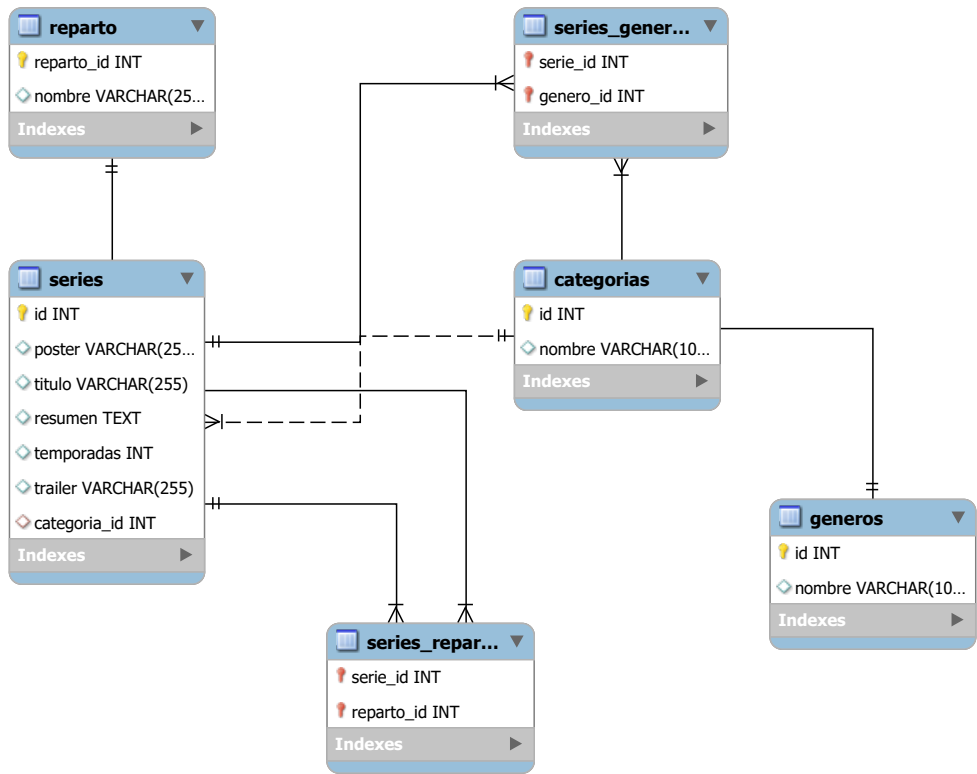 reparto
reparto_id INT
nombre VARCHAR(25...
Indexes
series_gener...
serie_id INT
genero_id INT
Indexes
series
id INT
poster VARCHAR(25...
titulo VARCHAR(255)
resumen TEXT
temporadas INT
trailer VARCHAR(255)
categoria_id INT
Indexes
categorias
id INT
nombre VARCHAR(10...
Indexes
generos
id INT
nombre VARCHAR(10...
Indexes
series_repar...
serie_id INT
reparto_id INT
Indexes